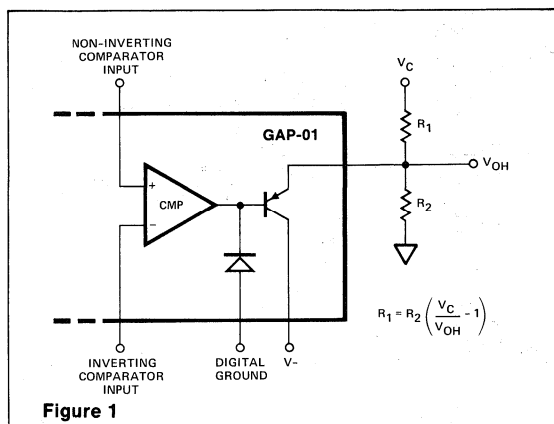 NON-INVERTING
COMPARATOR
INPUT
V_C
GAP-01
R_1
V_OH
+
CMP
−
R_2
R_1 = R_2 ( V_C / V_OH - 1 )
INVERTING
COMPARATOR
INPUT
DIGITAL
GROUND
V-
Figure 1